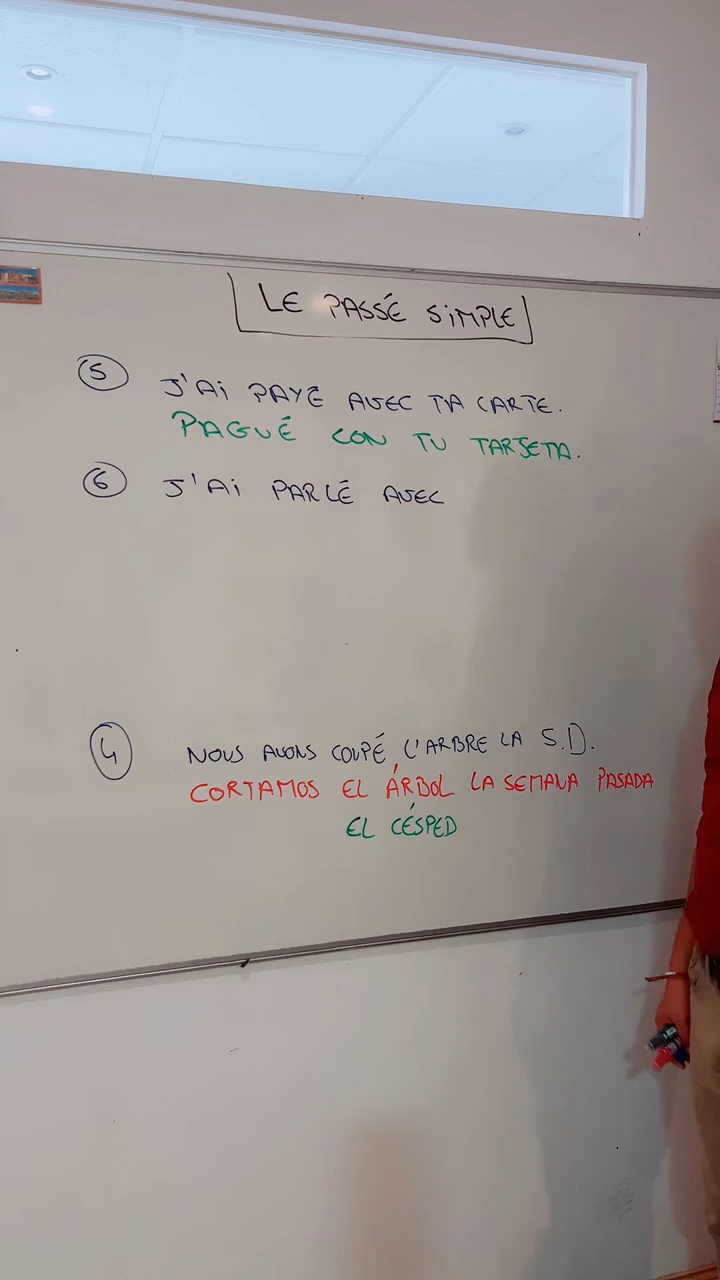 LE PASSÉ SIMPLE
5 J'AI PAYÉ AVEC TA CARTE.
PAGUÉ CON TU TARJETA.
6 J'AI PARLÉ AVEC
4 NOUS AVONS COUPÉ L'ARBRE LA S.D.
CORTAMOS EL ÁRBOL LA SEMANA PASADA
EL CÉSPED